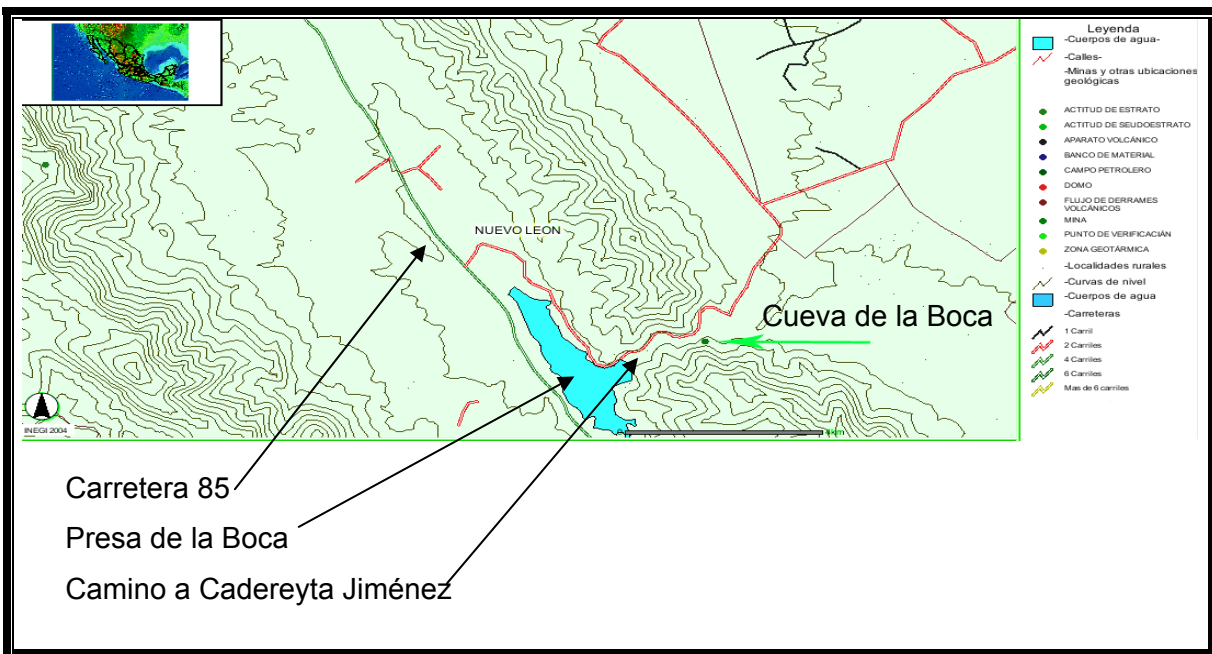 NUEVO LEON
Cueva de la Boca
INEGI 2004
0
4km
Carretera 85
Presa de la Boca
Camino a Cadereyta Jiménez
Leyenda
-Cuerpos de agua-
-Calles-
-Minas y otras ubicaciones
geológicas
ACTITUD DE ESTRATO
ACTITUD DE SEUDOESTRATO
APARATO VOLCÁNICO
BANCO DE MATERIAL
CAMPO PETROLERO
DOMO
FLUJO DE DERRAMES
VOLCÁNICOS
MINA
PUNTO DE VERIFICACIÁN
ZONA GEOTÁRMICA
-Localidades rurales
-Curvas de nivel
-Cuerpos de agua
-Carreteras
1 Carril
2 Carriles
4 Carriles
6 Carriles
Mas de 6 carriles